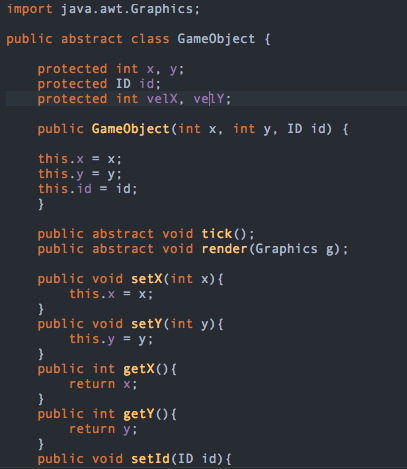 import java.awt.Graphics;
public abstract class GameObject {
protected int x, y;
protected ID id;
protected int velX, velY;
public GameObject(int x, int y, ID id) {
this.x = x;
this.y = y;
this.id = id;
}
public abstract void tick();
public abstract void render(Graphics g);
public void setX(int x){
this.x = x;
}
public void setY(int y){
this.y = y;
}
public int getX(){
return x;
}
public int getY(){
return y;
}
public void setId(ID id){